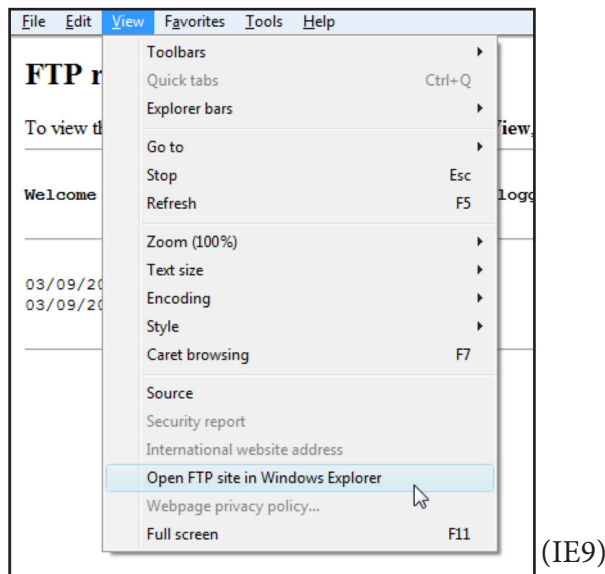 File Edit View Favorites Tools Help
Toolbars
FTP r
Quick tabs Ctrl+Q
Explorer bars
To view th View,
Go to
Stop Esc
Welcome logg
Refresh F5
Zoom (100%)
Text size
03/09/20
Encoding
03/09/20
Style
Caret browsing F7
Source
Security report
International website address
Open FTP site in Windows Explorer
Webpage privacy policy...
Full screen F11
(IE9)